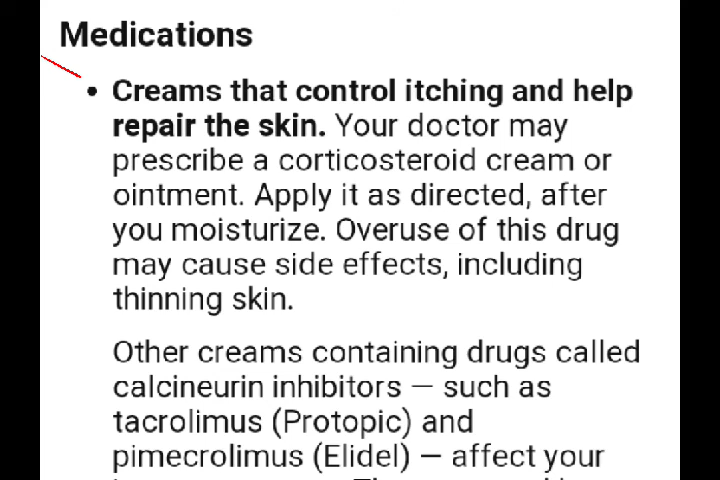 Medications
• Creams that control itching and help
repair the skin. Your doctor may
prescribe a corticosteroid cream or
ointment. Apply it as directed, after
you moisturize. Overuse of this drug
may cause side effects, including
thinning skin.
Other creams containing drugs called
calcineurin inhibitors — such as
tacrolimus (Protopic) and
pimecrolimus (Elidel) — affect your